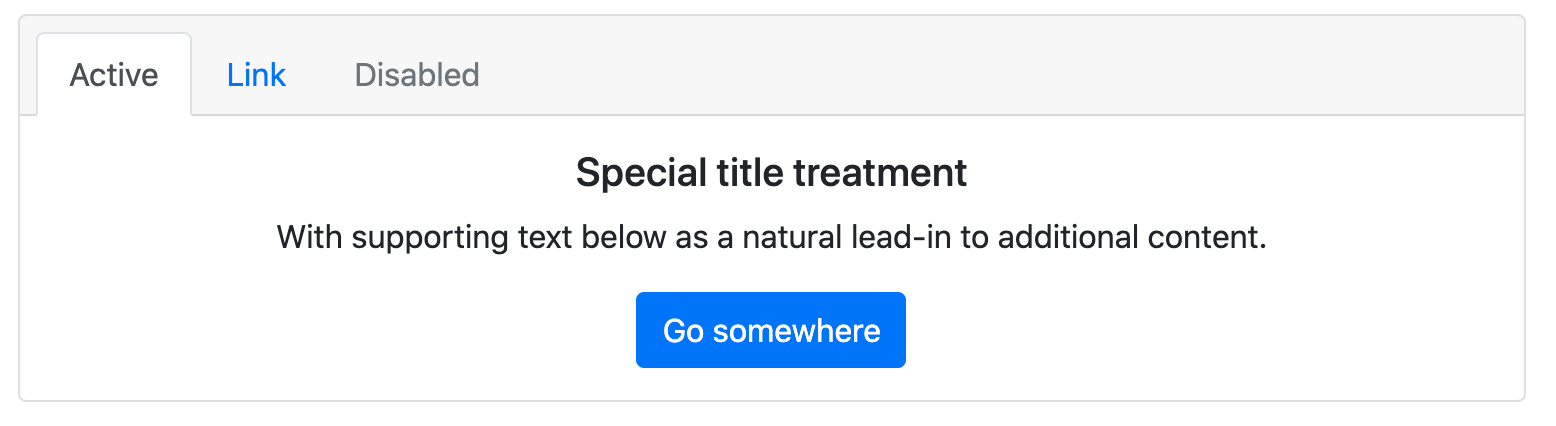 Active Link Disabled
Special title treatment
With supporting text below as a natural lead-in to additional content.
Go somewhere